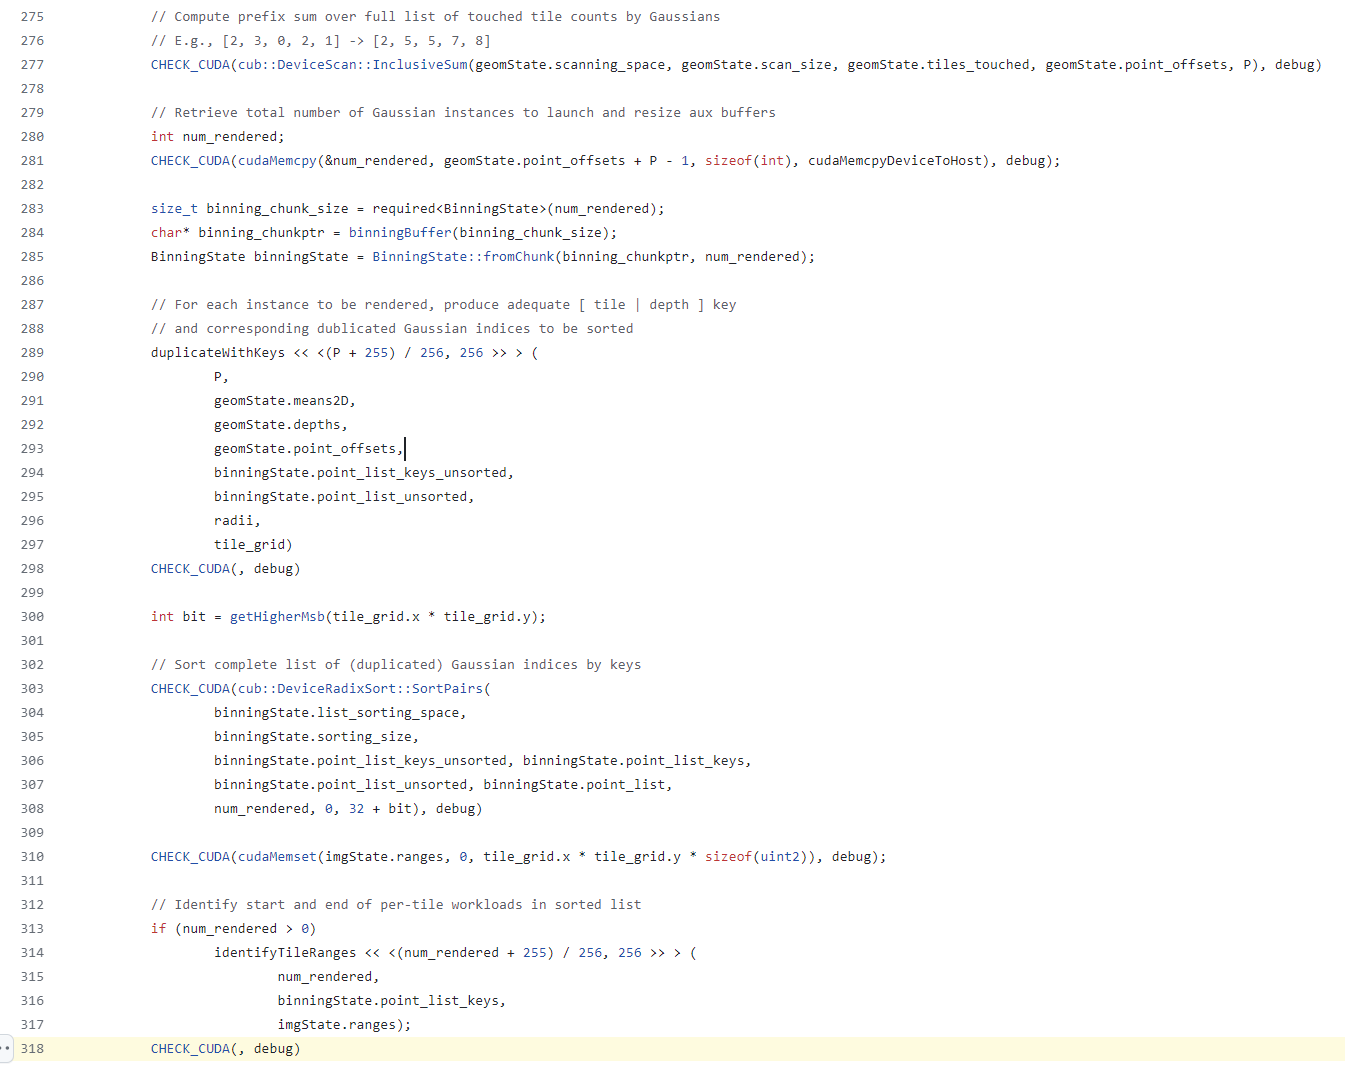 275 // Compute prefix sum over full list of touched tile counts by Gaussians
276 // E.g., [2, 3, 0, 2, 1] -> [2, 5, 5, 7, 8]
277 CHECK_CUDA(cub::DeviceScan::InclusiveSum(geomState.scanning_space, geomState.scan_size, geomState.tiles_touched, geomState.point_offsets, P), debug)
278
279 // Retrieve total number of Gaussian instances to launch and resize aux buffers
280 int num_rendered;
281 CHECK_CUDA(cudaMemcpy(&num_rendered, geomState.point_offsets + P - 1, sizeof(int), cudaMemcpyDeviceToHost), debug);
282
283 size_t binning_chunk_size = required<BinningState>(num_rendered);
284 char* binning_chunkptr = binningBuffer(binning_chunk_size);
285 BinningState binningState = BinningState::fromChunk(binning_chunkptr, num_rendered);
286
287 // For each instance to be rendered, produce adequate [ tile | depth ] key
288 // and corresponding dublicated Gaussian indices to be sorted
289 duplicateWithKeys << <(P + 255) / 256, 256 >> > (
290 P,
291 geomState.means2D,
292 geomState.depths,
293 geomState.point_offsets,
294 binningState.point_list_keys_unsorted,
295 binningState.point_list_unsorted,
296 radii,
297 tile_grid)
298 CHECK_CUDA(, debug)
299
300 int bit = getHigherMsb(tile_grid.x * tile_grid.y);
301
302 // Sort complete list of (duplicated) Gaussian indices by keys
303 CHECK_CUDA(cub::DeviceRadixSort::SortPairs(
304 binningState.list_sorting_space,
305 binningState.sorting_size,
306 binningState.point_list_keys_unsorted, binningState.point_list_keys,
307 binningState.point_list_unsorted, binningState.point_list,
308 num_rendered, 0, 32 + bit), debug)
309
310 CHECK_CUDA(cudaMemset(imgState.ranges, 0, tile_grid.x * tile_grid.y * sizeof(uint2)), debug);
311
312 // Identify start and end of per-tile workloads in sorted list
313 if (num_rendered > 0)
314 identifyTileRanges << <(num_rendered + 255) / 256, 256 >> > (
315 num_rendered,
316 binningState.point_list_keys,
317 imgState.ranges);
318 CHECK_CUDA(, debug)